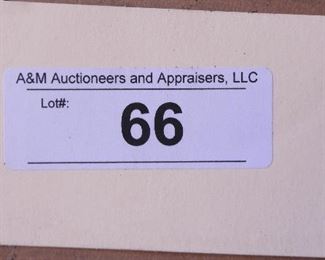 A&M Auctioneers and Appraisers, LLC
Lot#:
66